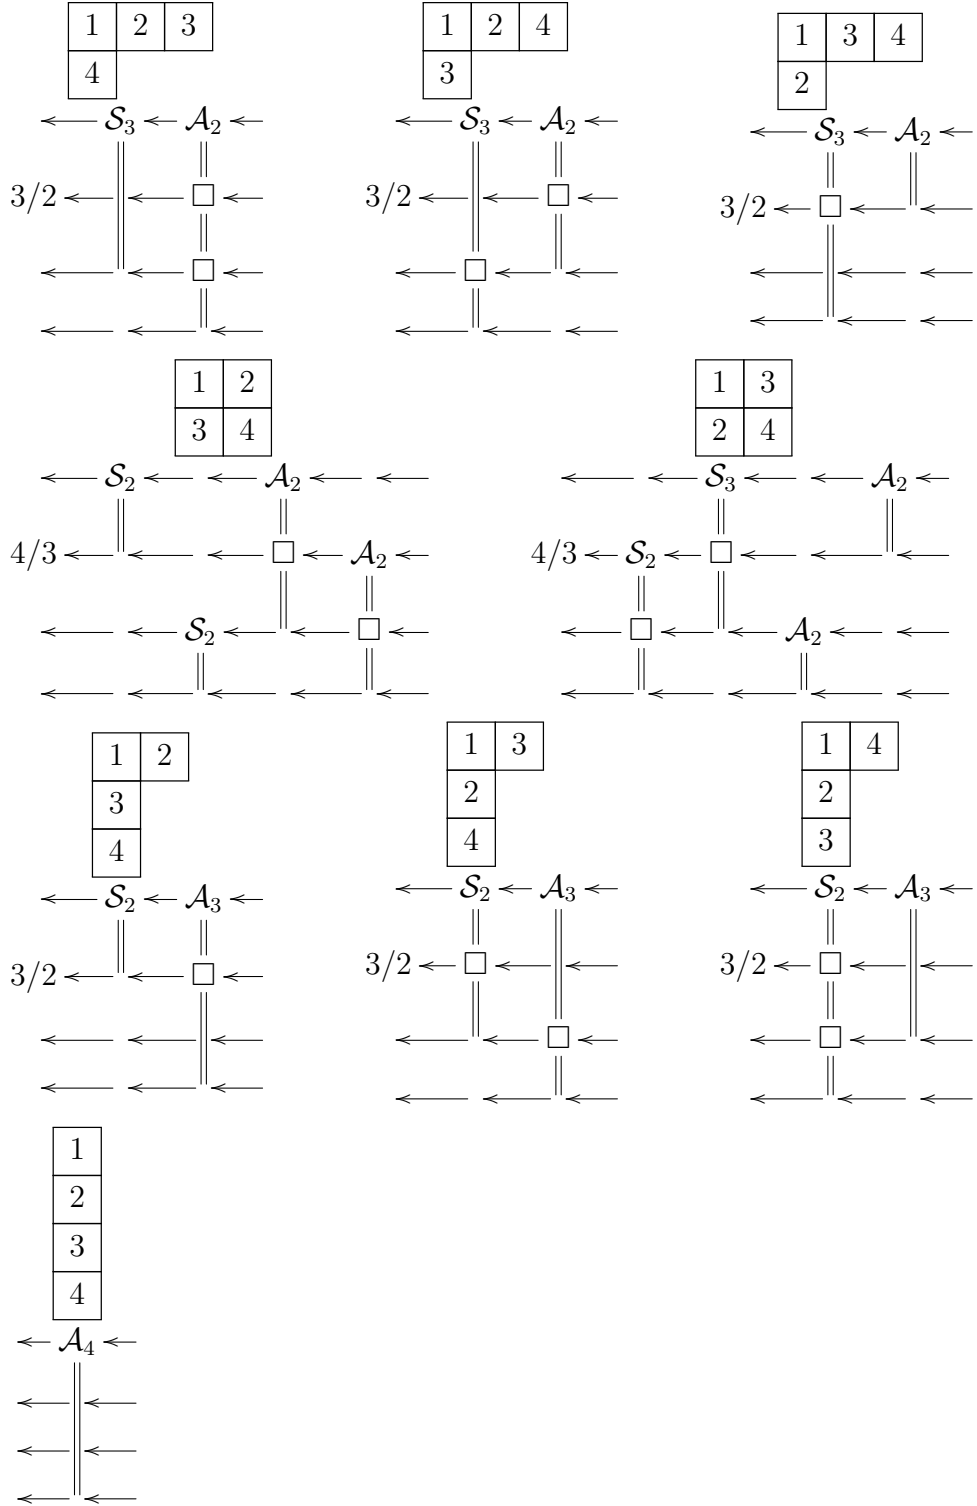 1 2 3 1 2 4 1 3 4
4 3 2
𝒮₃ 𝒜₂ 𝒮₃ 𝒜₂ 𝒮₃ 𝒜₂
3/2 3/2 3/2
1 2 1 3
3 4 2 4
𝒮₂ 𝒜₂ 𝒮₃ 𝒜₂
4/3 𝒜₂ 4/3 𝒮₂
𝒮₂ 𝒜₂
1 2 1 3 1 4
3 2 2
4 4 3
𝒮₂ 𝒜₃ 𝒮₂ 𝒜₃ 𝒮₂ 𝒜₃
3/2 3/2 3/2
1
2
3
4
𝒜₄